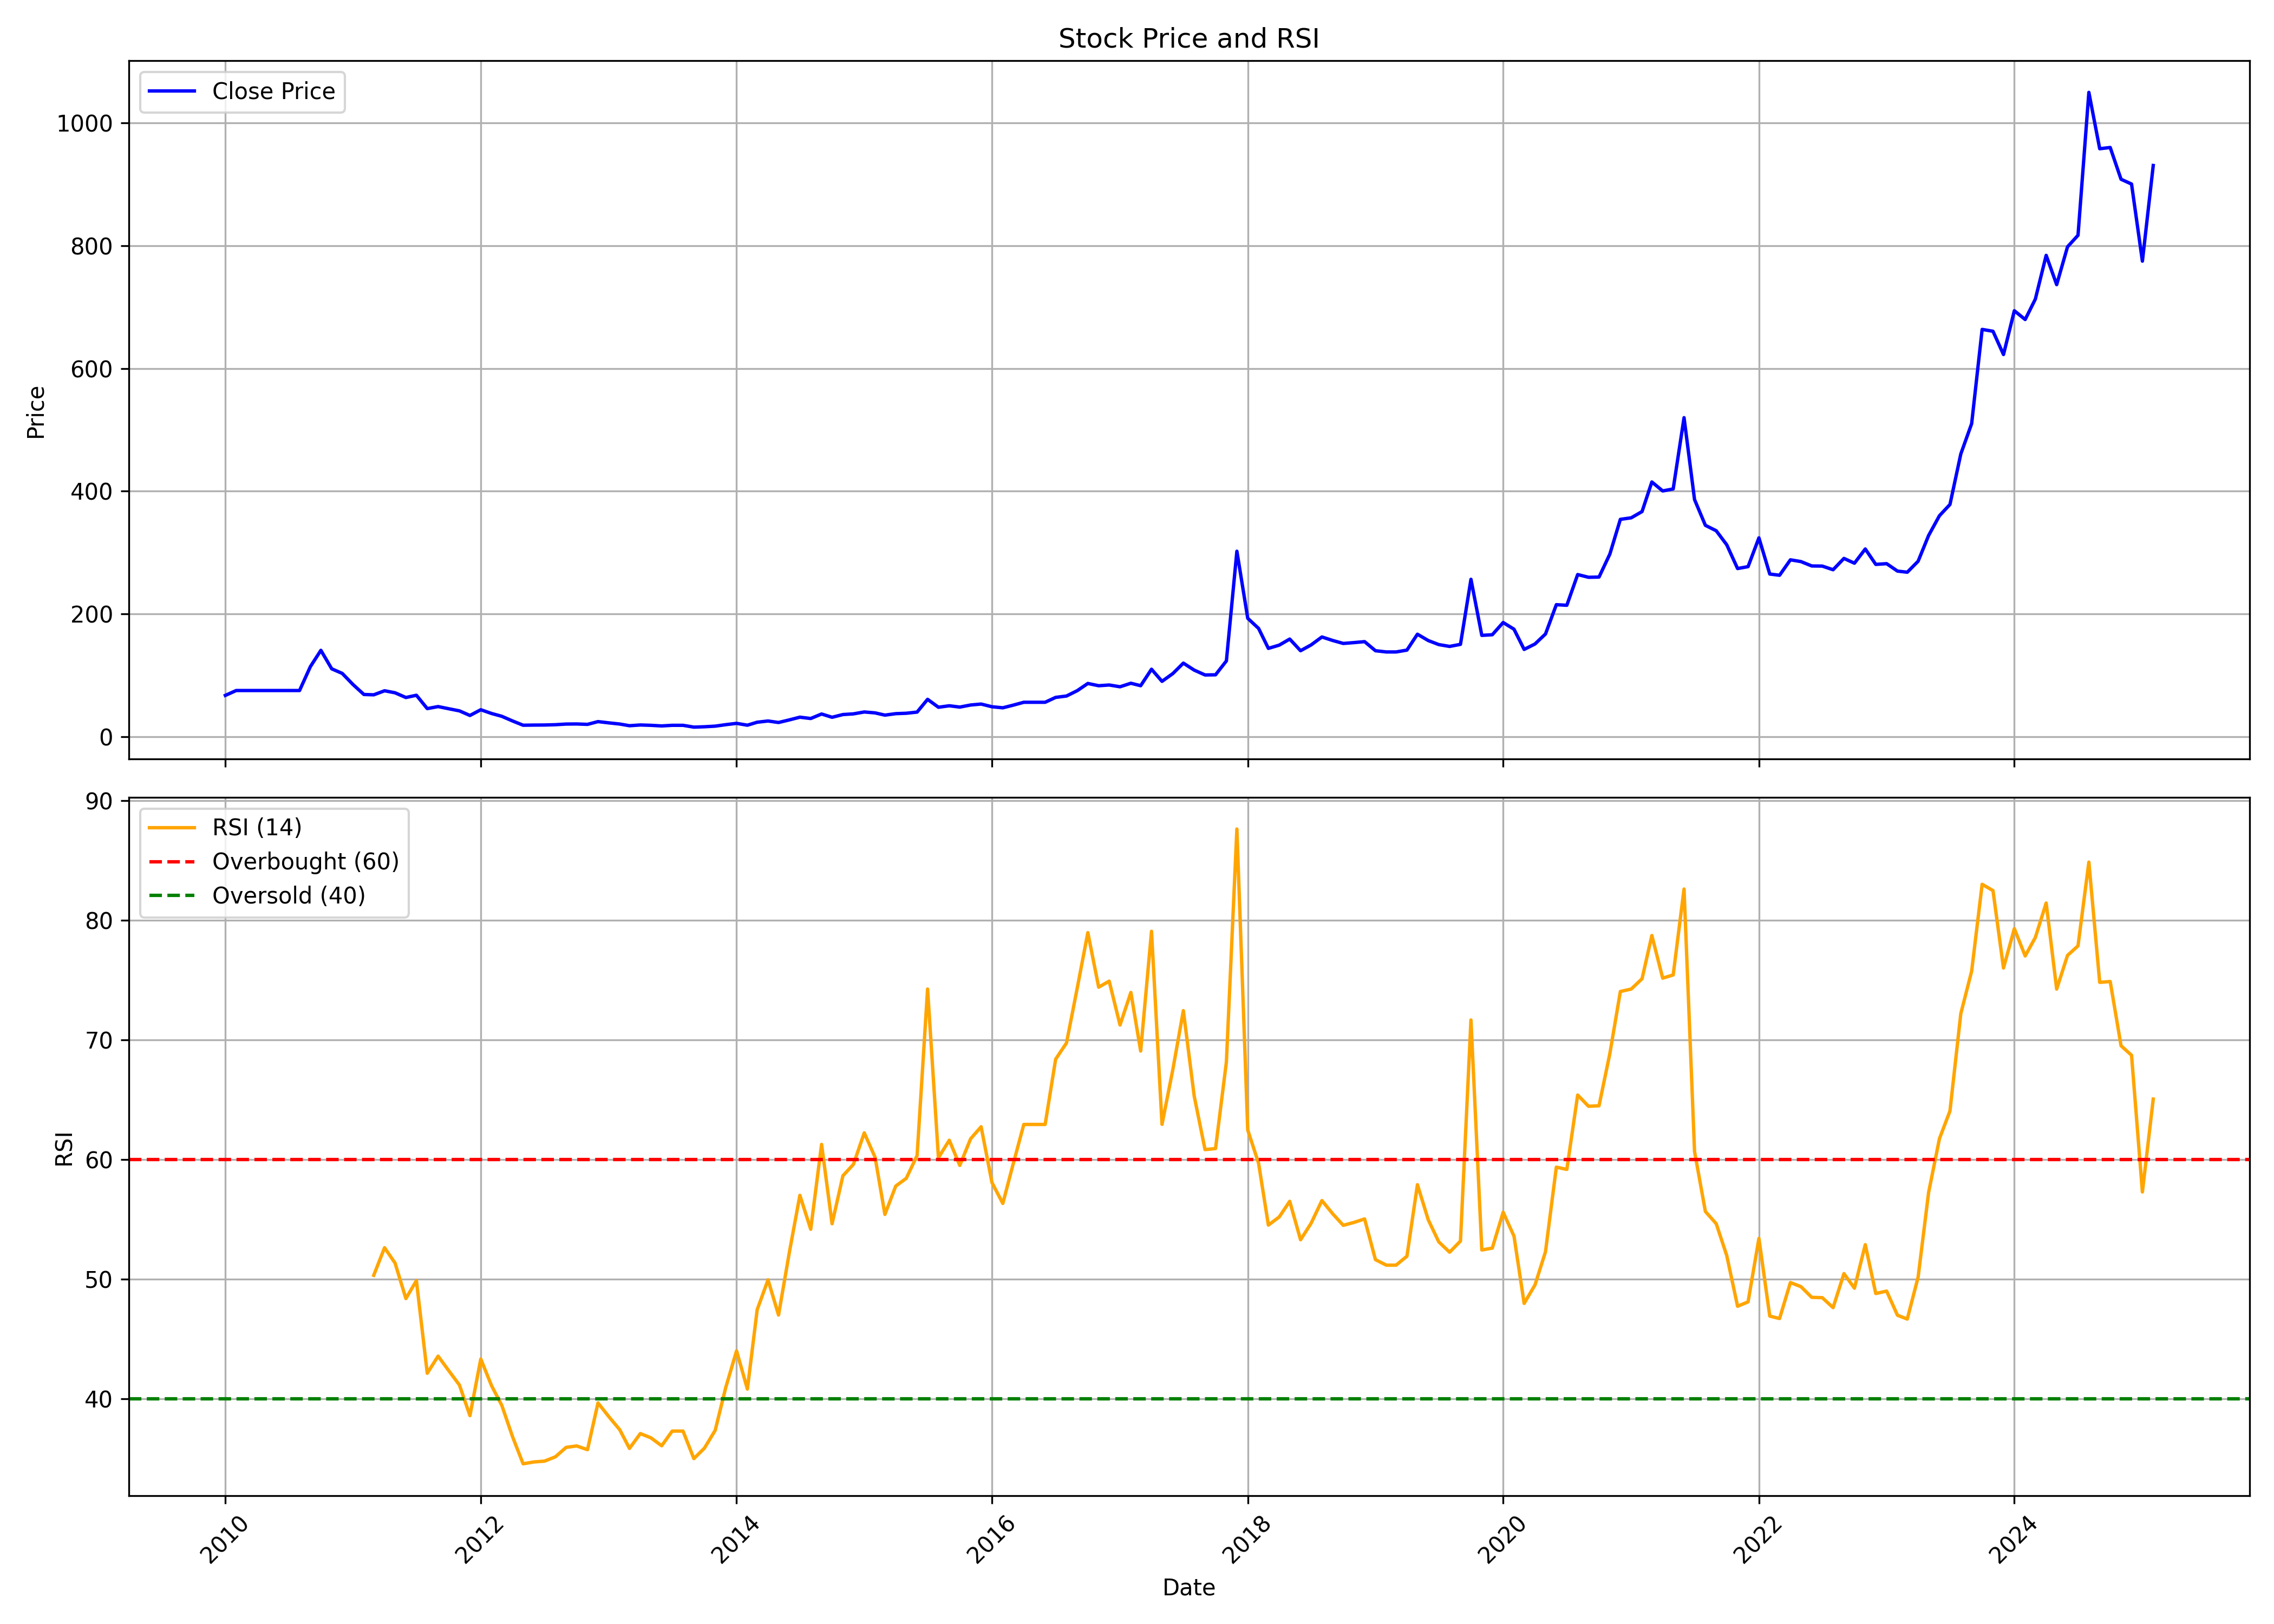 Stock Price and RSI
Close Price
1000
800
600
400
200
0
Price
RSI (14)
Overbought (60)
Oversold (40)
90
80
70
60
50
40
RSI
2010
2012
2014
2016
2018
2020
2022
2024
Date